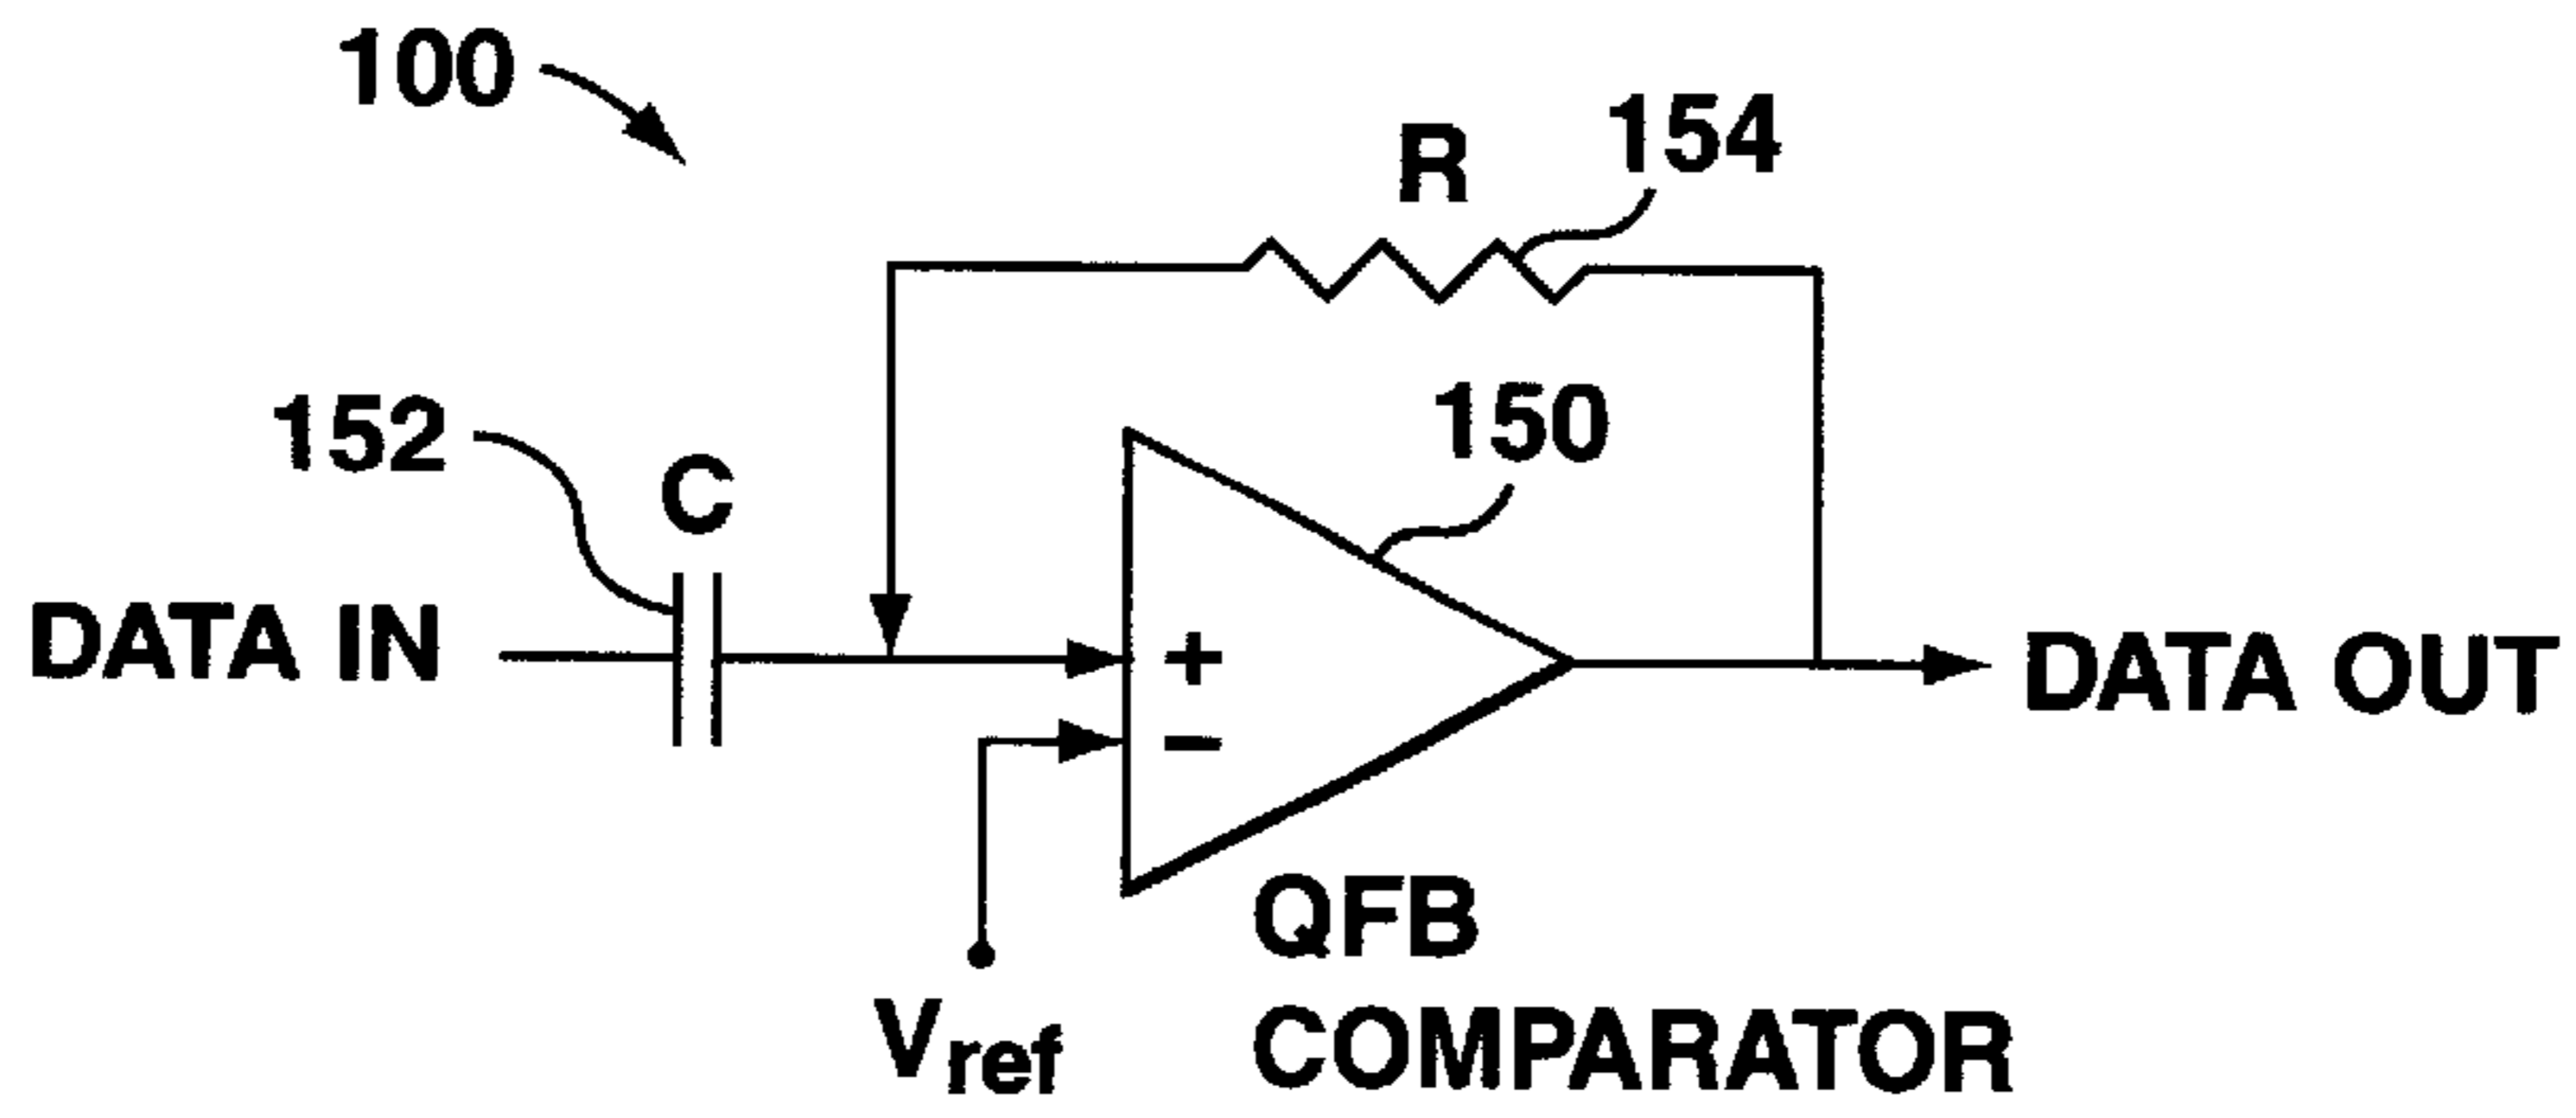 100
R
154
152
C
150
DATA IN
+
−
DATA OUT
Vref
QFB
COMPARATOR